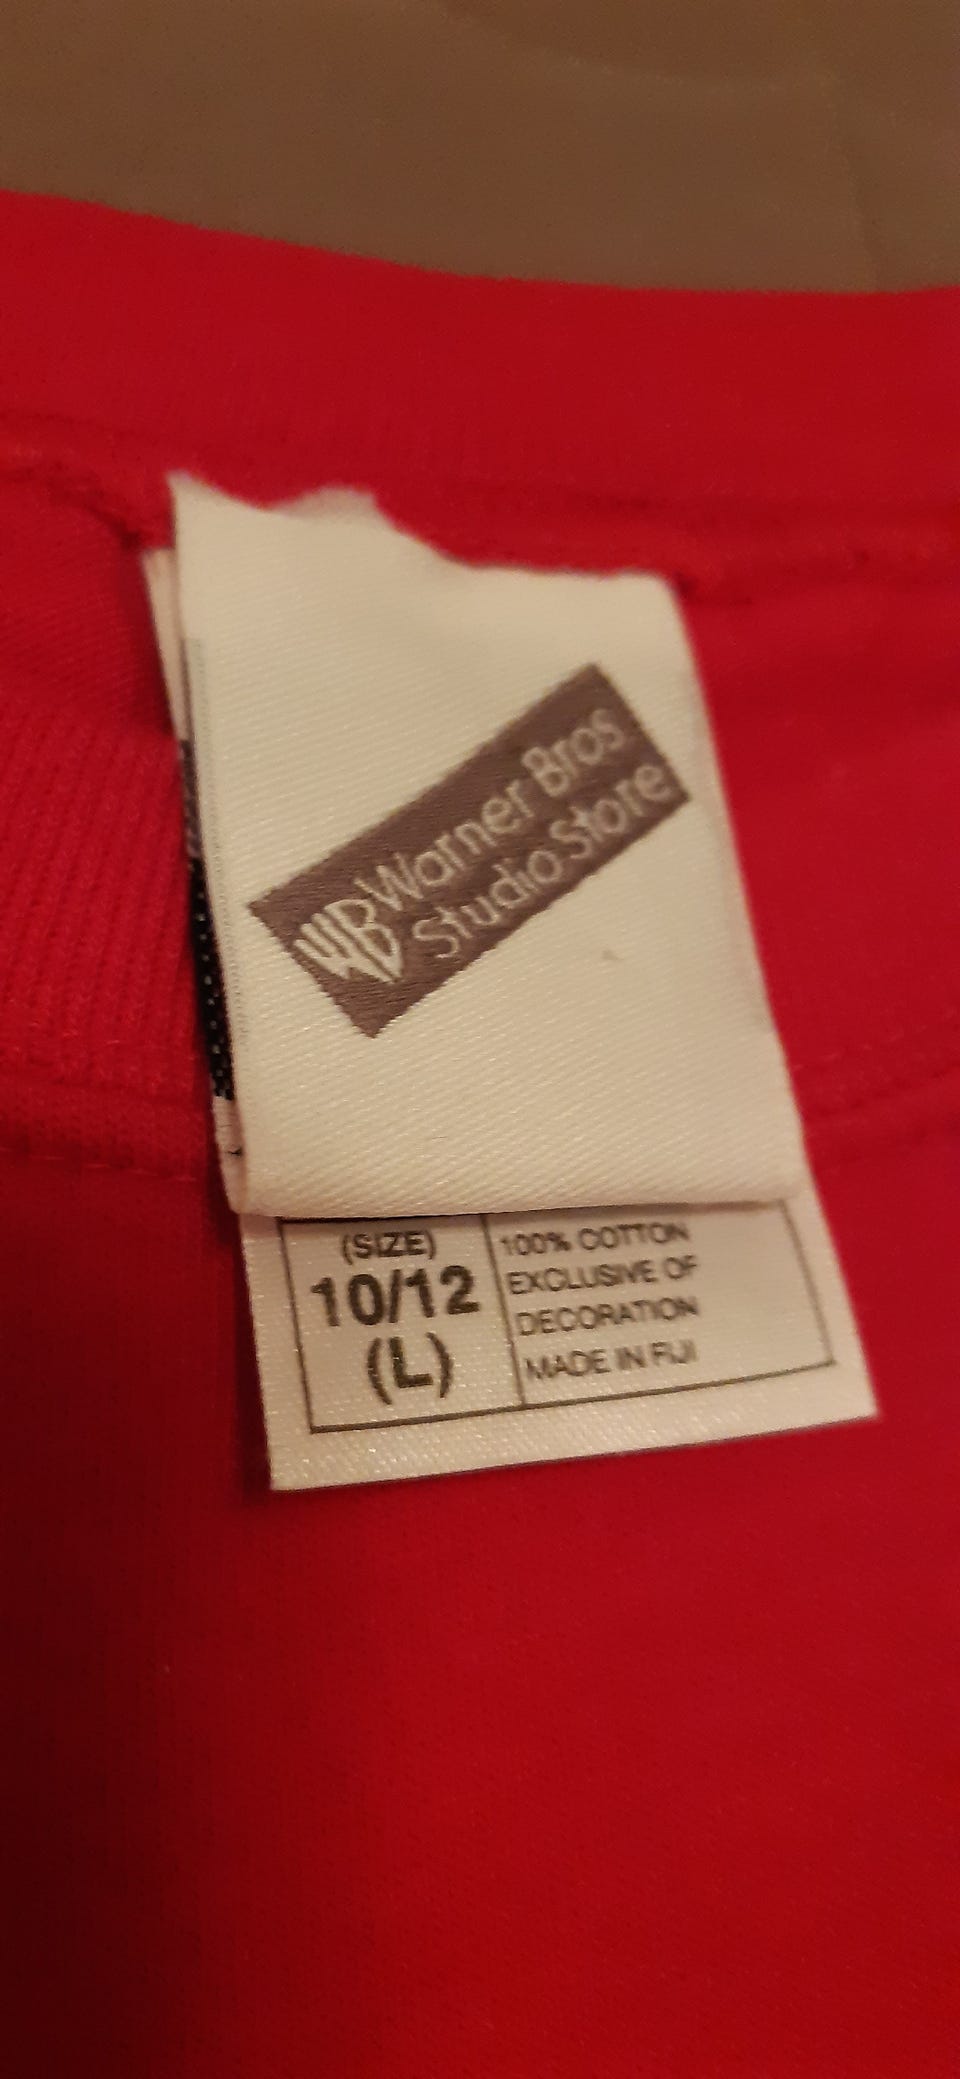 WB Warner Bros
Studio Store
(SIZE)
10/12
(L)
100% COTTON
EXCLUSIVE OF
DECORATION
MADE IN FIJI